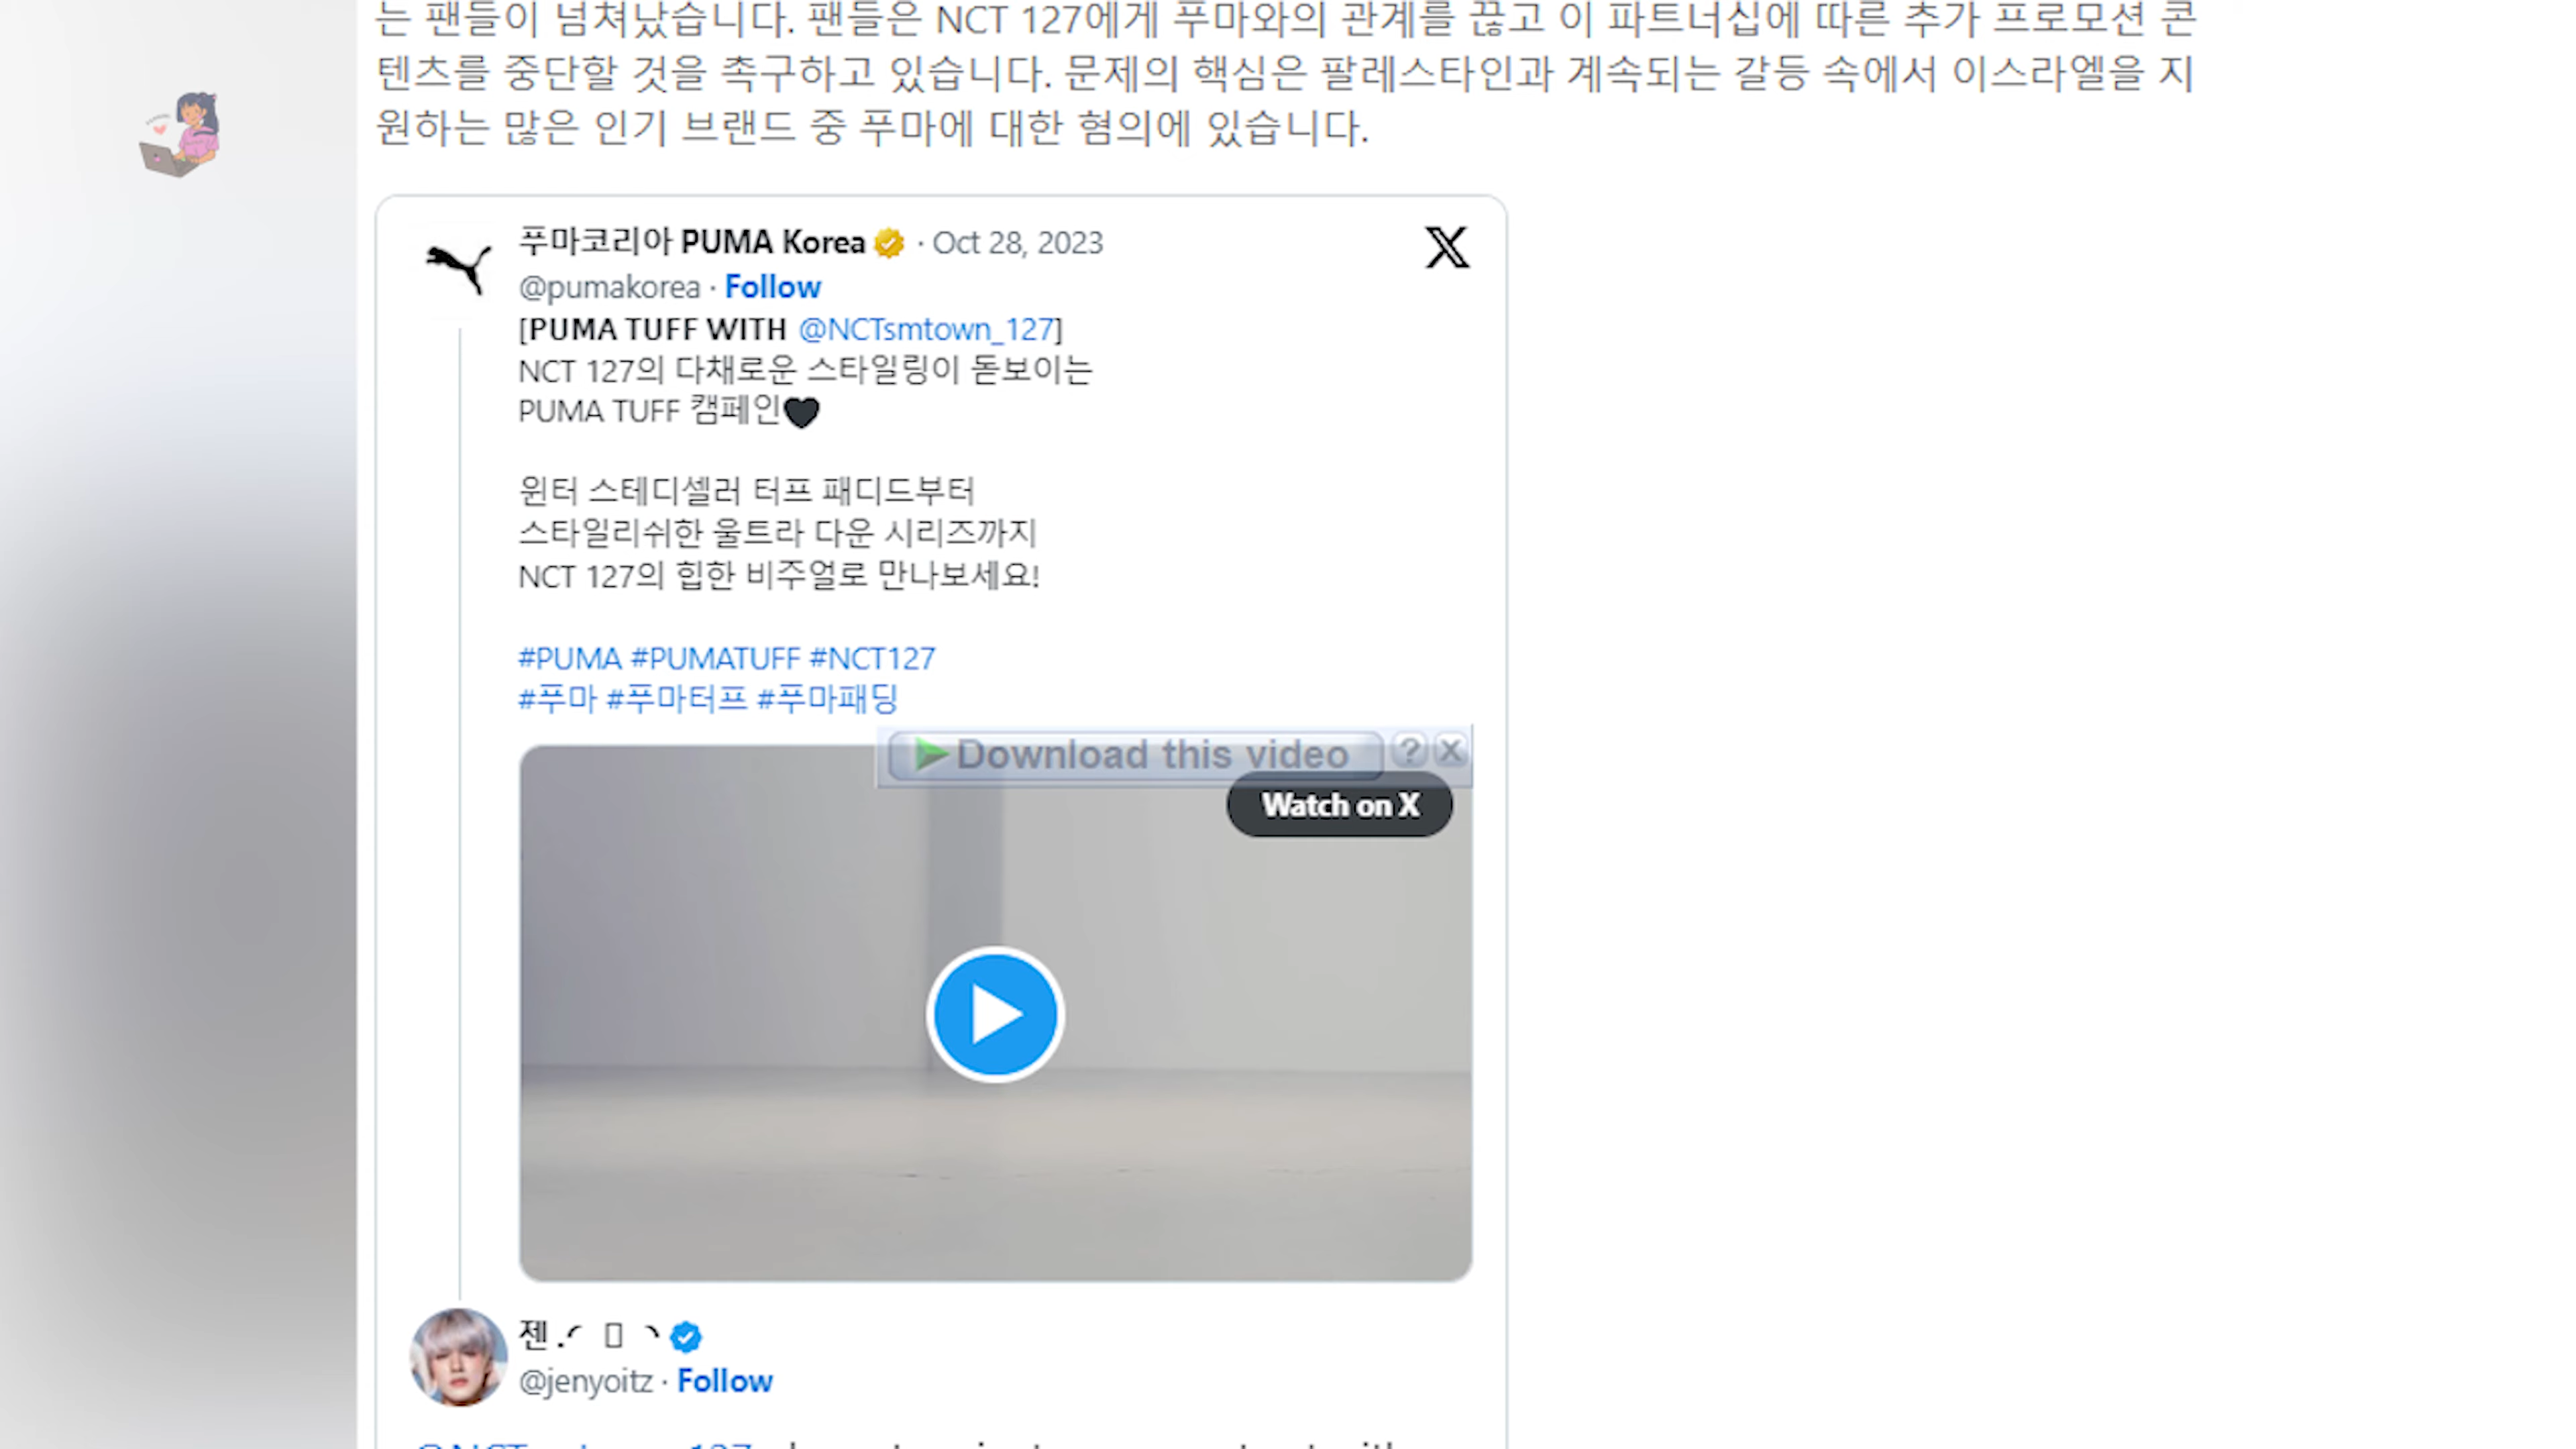 는 팬들이 넘쳐났습니다. 팬들은 NCT 127에게 푸마와의 관계를 끊고 이 파트너십에 따른 추가 프로모션 콘
텐츠를 중단할 것을 촉구하고 있습니다. 문제의 핵심은 팔레스타인과 계속되는 갈등 속에서 이스라엘을 지
원하는 많은 인기 브랜드 중 푸마에 대한 혐의에 있습니다.
푸마코리아 PUMA Korea · Oct 28, 2023
@pumakorea · Follow
[PUMA TUFF WITH @NCTsmtown_127]
NCT 127의 다채로운 스타일링이 돋보이는
PUMA TUFF 캠페인🖤
윈터 스테디셀러 터프 패디드부터
스타일리쉬한 울트라 다운 시리즈까지
NCT 127의 힙한 비주얼로 만나보세요!
#PUMA #PUMATUFF #NCT127
#푸마 #푸마터프 #푸마패딩
Download this video ? X
Watch on X
젠 .
@jenyoitz · Follow